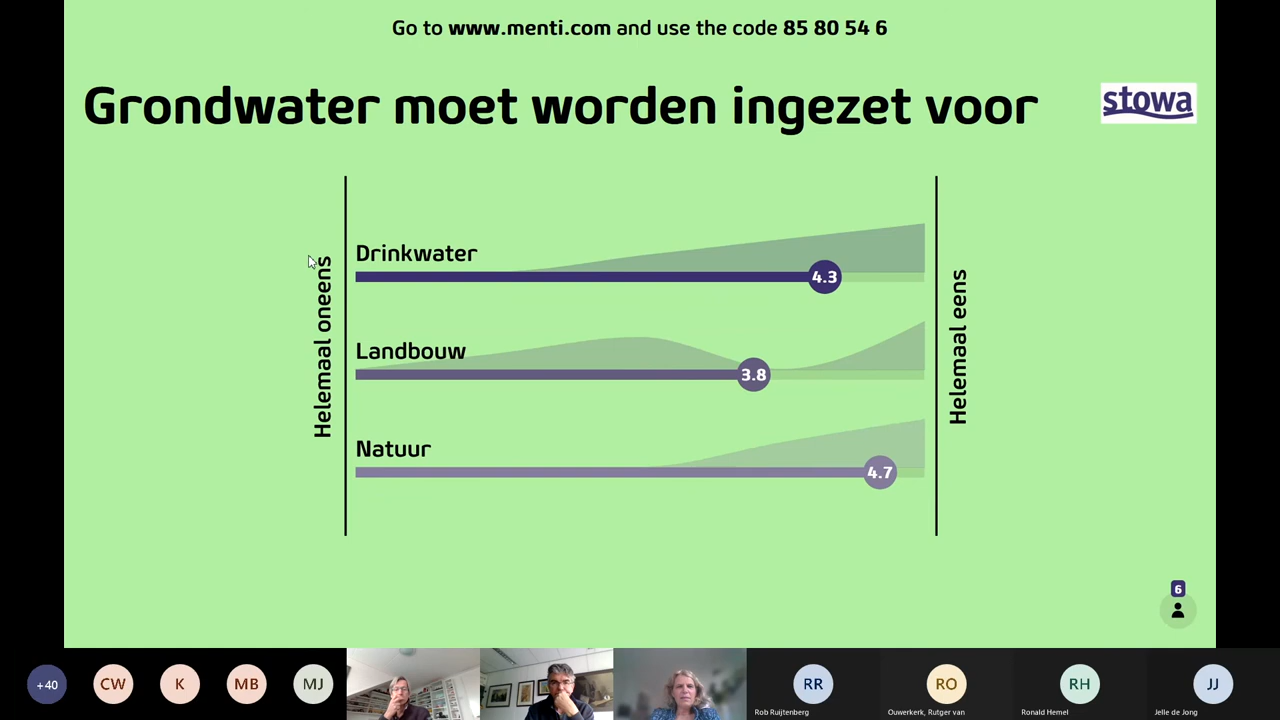 Go to www.menti.com and use the code 85 80 54 6
Grondwater moet worden ingezet voor
stowa
Helemaal oneens
Drinkwater
4.3
Landbouw
3.8
Natuur
4.7
Helemaal eens
6
+40
CW
K
MB
MJ
RR
Rob Ruijtenberg
RO
Ouwerkerk, Rutger van
RH
Ronald Hemel
JJ
Jelle de Jong